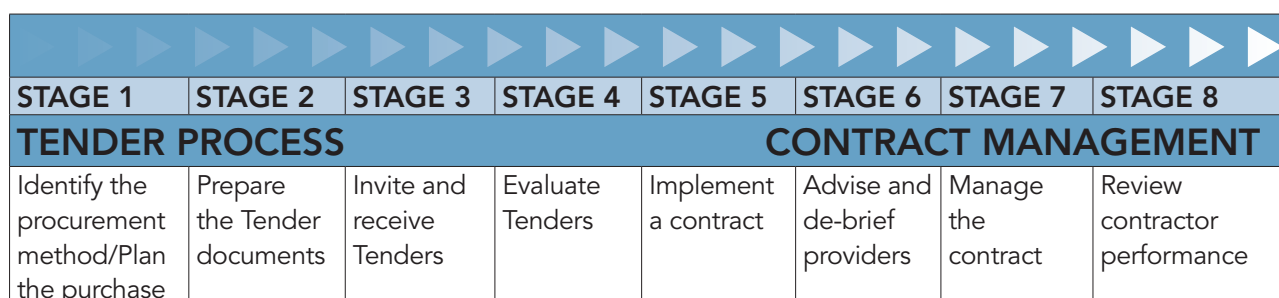 STAGE 1 STAGE 2 STAGE 3 STAGE 4 STAGE 5 STAGE 6 STAGE 7 STAGE 8
TENDER PROCESS CONTRACT MANAGEMENT
Identify the
procurement
method/Plan
the purchase
Prepare
the Tender
documents
Invite and
receive
Tenders
Evaluate
Tenders
Implement
a contract
Advise and
de-brief
providers
Manage
the
contract
Review
contractor
performance